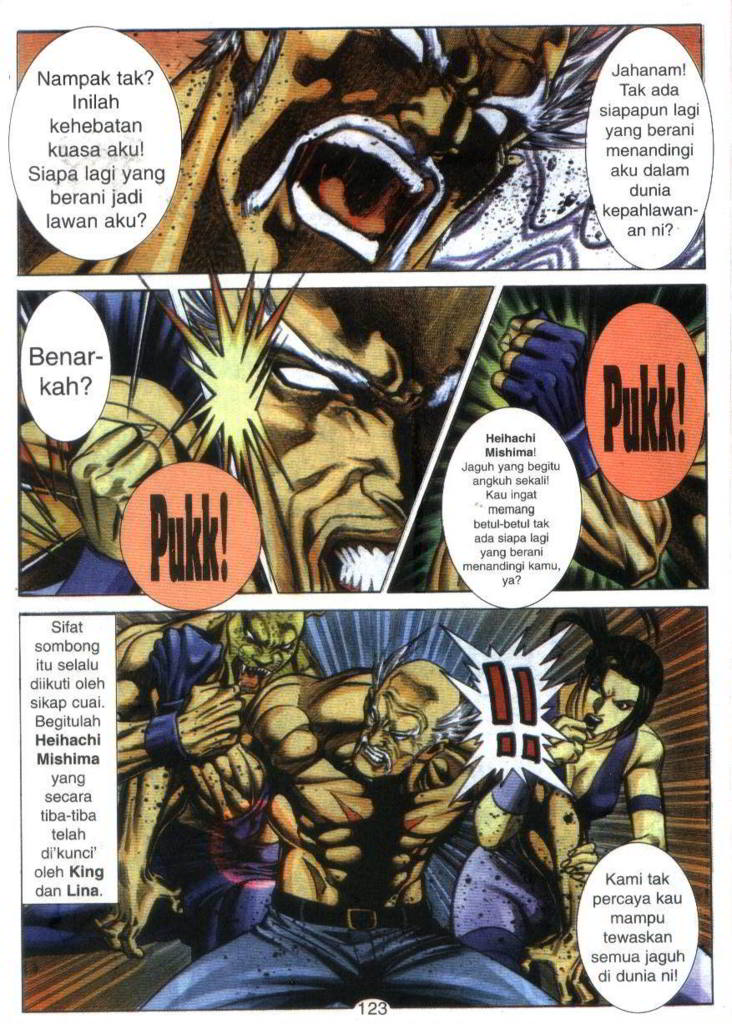 Nampak tak?
Inilah
kehebatan
kuasa aku!
Siapa lagi yang
berani jadi
lawan aku?
Jahanam!
Tak ada
siapapun lagi
yang berani
menandingi
aku dalam
dunia
kepahlawan-
an ni?
Benar-
kah?
Pukk!
Heihachi
Mishima!
Jaguh yang begitu
angkuh sekali!
Kau ingat
memang
betul-betul tak
ada siapa lagi
yang berani
menandingi kamu,
ya?
Pukk!
Sifat
sombong
itu selalu
diikuti oleh
sikap cuai.
Begitulah
Heihachi
Mishima
yang
secara
tiba-tiba
telah
di'kunci'
oleh King
dan Lina.
!!
Kami tak
percaya kau
mampu
tewaskan
semua jaguh
di dunia ni!
123